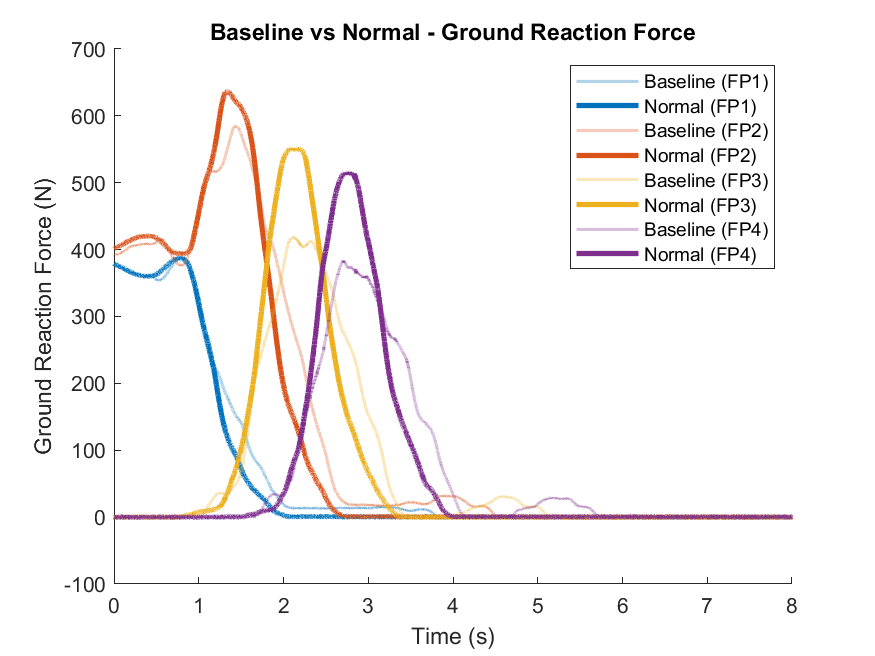 Baseline vs Normal - Ground Reaction Force
700
600
500
400
300
200
100
0
-100
Ground Reaction Force (N)
Baseline (FP1)
Normal (FP1)
Baseline (FP2)
Normal (FP2)
Baseline (FP3)
Normal (FP3)
Baseline (FP4)
Normal (FP4)
0 1 2 3 4 5 6 7 8
Time (s)